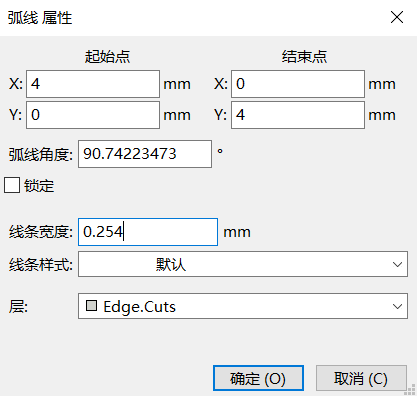 弧线 属性
起始点 结束点
X: 4 mm X: 0 mm
Y: 0 mm Y: 4 mm
弧线角度: 90.74223473 °
锁定
线条宽度: 0.254 mm
线条样式: 默认
层: Edge.Cuts
确定 (O) 取消 (C)